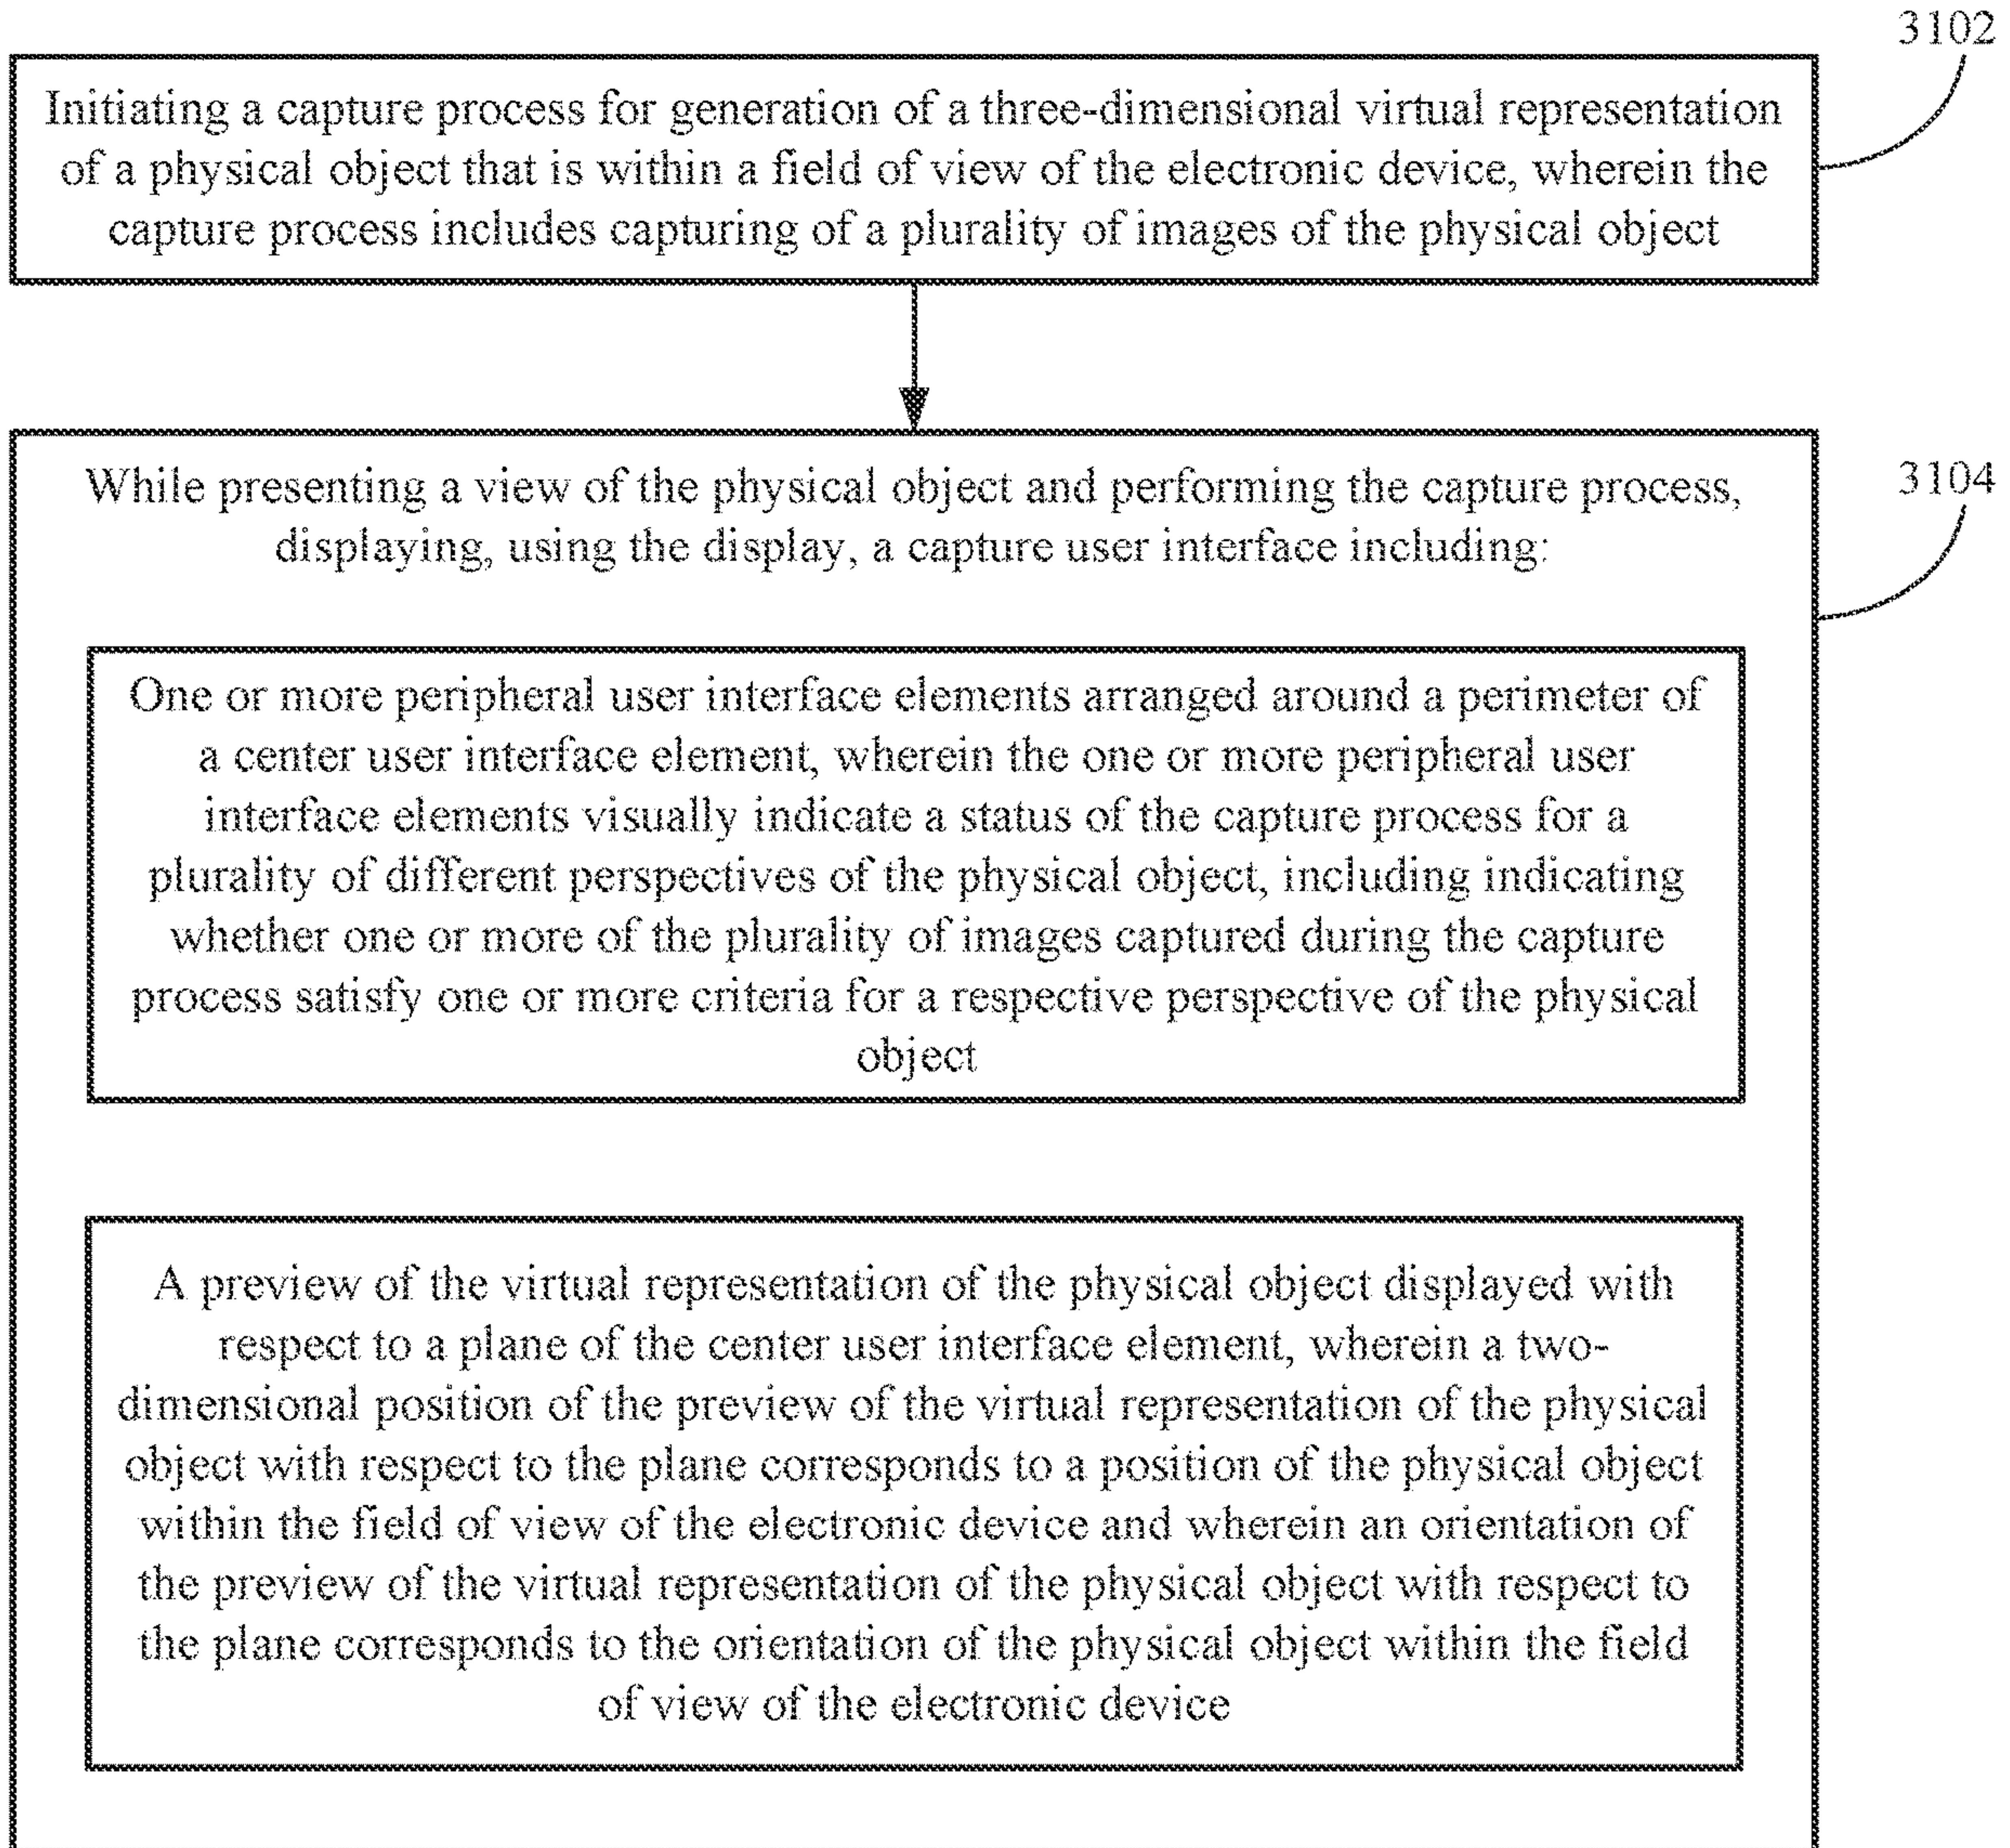 3102
Initiating a capture process for generation of a three-dimensional virtual representation
of a physical object that is within a field of view of the electronic device, wherein the
capture process includes capturing of a plurality of images of the physical object
3104
While presenting a view of the physical object and performing the capture process,
displaying, using the display, a capture user interface including:
One or more peripheral user interface elements arranged around a perimeter of
a center user interface element, wherein the one or more peripheral user
interface elements visually indicate a status of the capture process for a
plurality of different perspectives of the physical object, including indicating
whether one or more of the plurality of images captured during the capture
process satisfy one or more criteria for a respective perspective of the physical
object
A preview of the virtual representation of the physical object displayed with
respect to a plane of the center user interface element, wherein a two-
dimensional position of the preview of the virtual representation of the physical
object with respect to the plane corresponds to a position of the physical object
within the field of view of the electronic device and wherein an orientation of
the preview of the virtual representation of the physical object with respect to
the plane corresponds to the orientation of the physical object within the field
of view of the electronic device